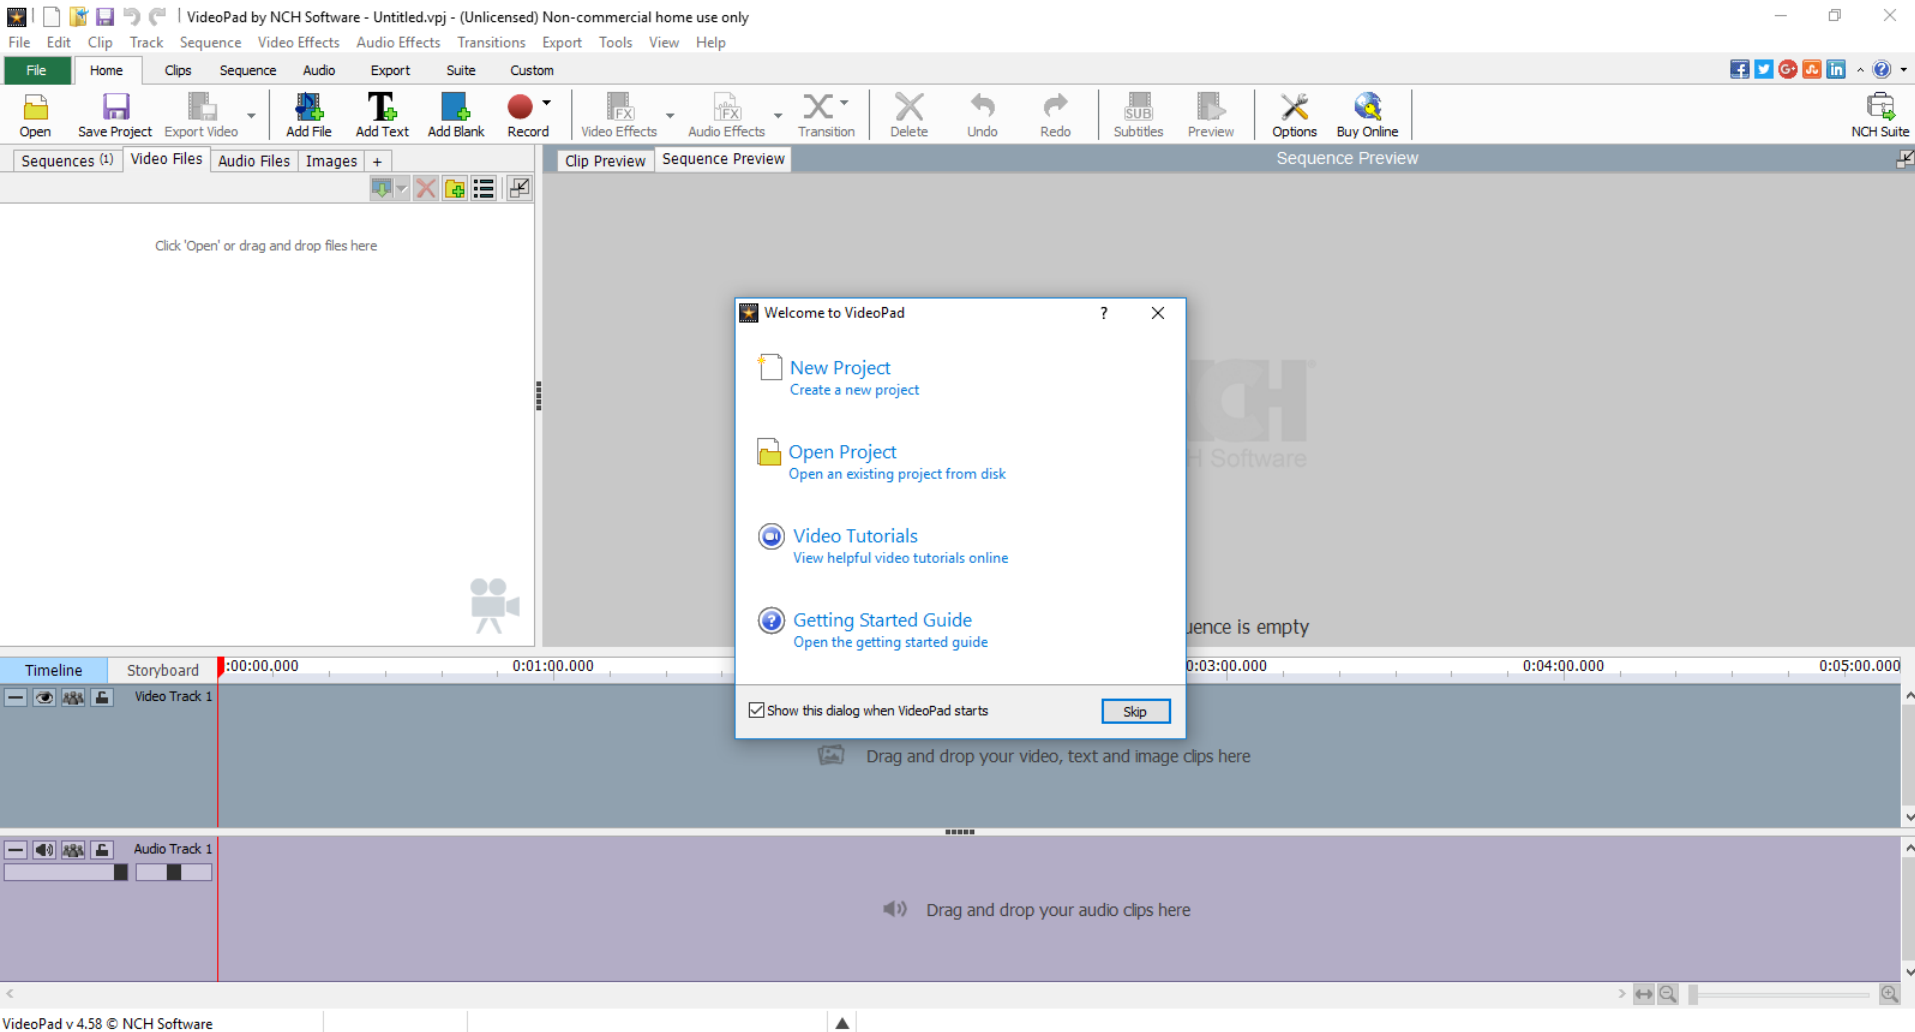 VideoPad by NCH Software - Untitled.vpj - (Unlicensed) Non-commercial home use only
File Edit Clip Track Sequence Video Effects Audio Effects Transitions Export Tools View Help
File Home Clips Sequence Audio Export Suite Custom
Open Save Project Export Video Add File Add Text Add Blank Record Video Effects Audio Effects Transition Delete Undo Redo Subtitles Preview Options Buy Online NCH Suite
Sequences (1) Video Files Audio Files Images +
Clip Preview Sequence Preview Sequence Preview
Click 'Open' or drag and drop files here
Welcome to VideoPad ?
New Project
Create a new project
Open Project
Open an existing project from disk
Video Tutorials
View helpful video tutorials online
Getting Started Guide
Open the getting started guide
Show this dialog when VideoPad starts Skip
NCH
H Software
uence is empty
Timeline Storyboard :00:00.000 0:01:00.000 0:03:00.000 0:04:00.000 0:05:00.000
Video Track 1
Drag and drop your video, text and image clips here
Audio Track 1
Drag and drop your audio clips here
VideoPad v 4.58 © NCH Software